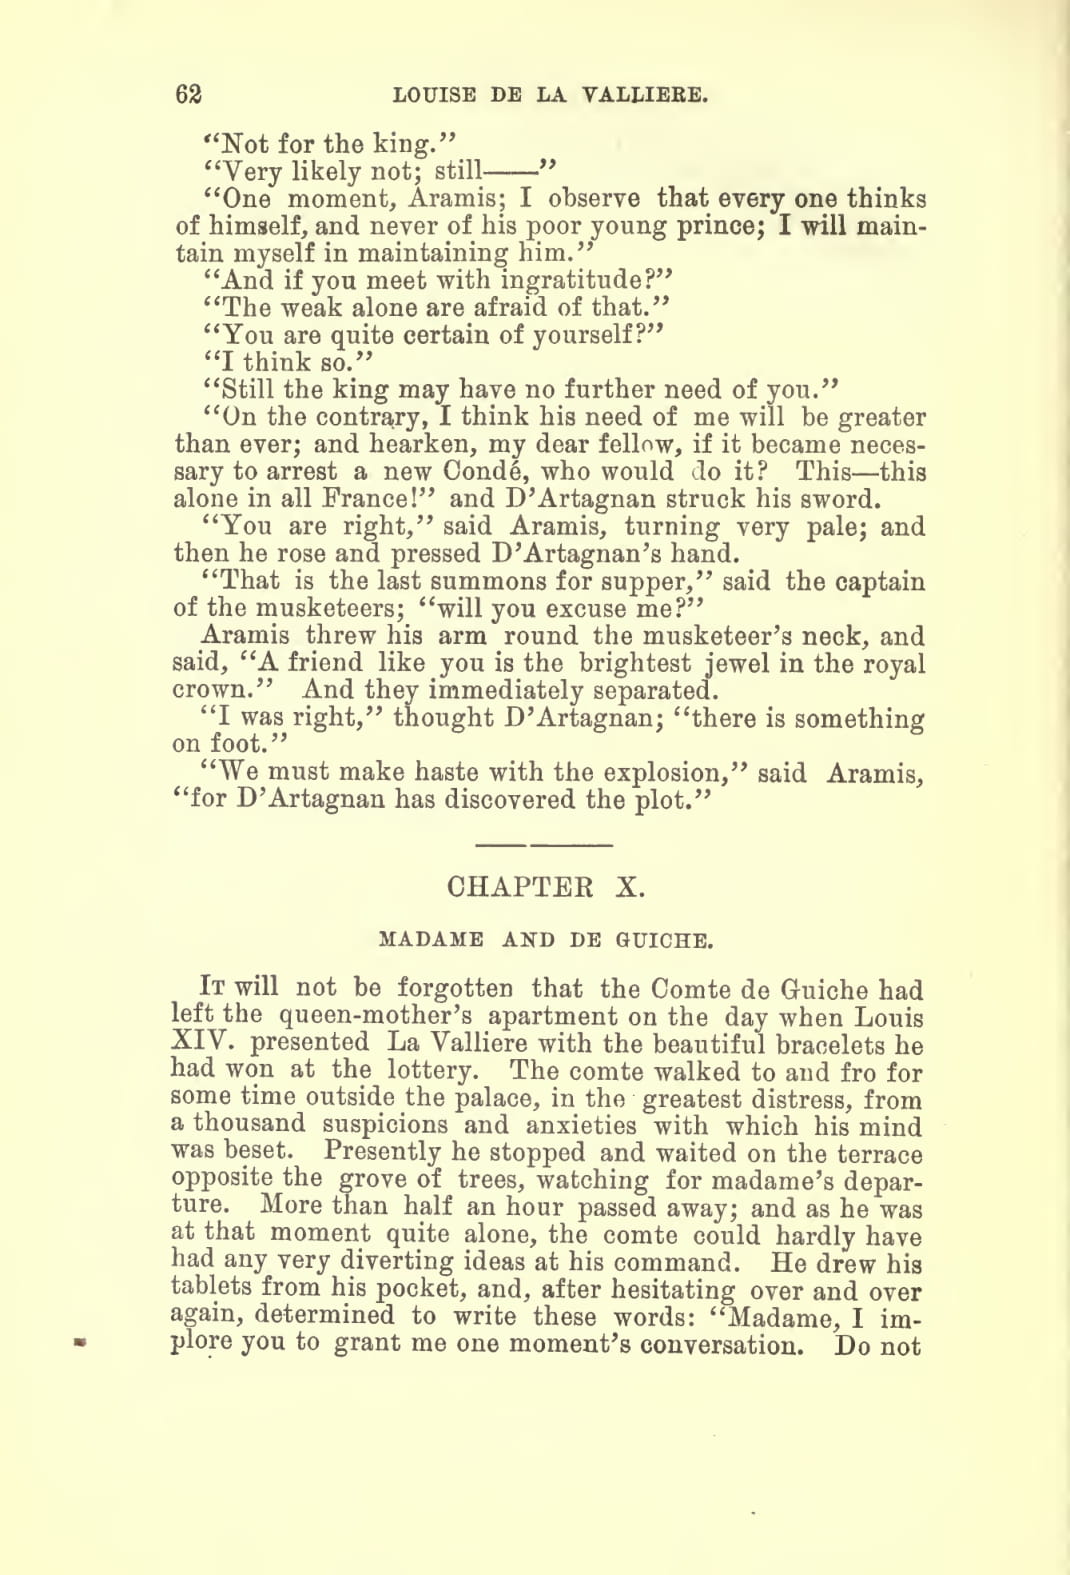 62 LOUISE DE LA VALLIERE.
“Not for the king.”
“Very likely not; still——”
“One moment, Aramis; I observe that every one thinks
of himself, and never of his poor young prince; I will main-
tain myself in maintaining him.”
“And if you meet with ingratitude?”
“The weak alone are afraid of that.”
“You are quite certain of yourself?”
“I think so.”
“Still the king may have no further need of you.”
“On the contrary, I think his need of me will be greater
than ever; and hearken, my dear fellow, if it became neces-
sary to arrest a new Condé, who would do it? This—this
alone in all France!” and D’Artagnan struck his sword.
“You are right,” said Aramis, turning very pale; and
then he rose and pressed D’Artagnan’s hand.
“That is the last summons for supper,” said the captain
of the musketeers; “will you excuse me?”
Aramis threw his arm round the musketeer’s neck, and
said, “A friend like you is the brightest jewel in the royal
crown.” And they immediately separated.
“I was right,” thought D’Artagnan; “there is something
on foot.”
“We must make haste with the explosion,” said Aramis,
“for D’Artagnan has discovered the plot.”
CHAPTER X.
MADAME AND DE GUICHE.
IT will not be forgotten that the Comte de Guiche had
left the queen-mother’s apartment on the day when Louis
XIV. presented La Valliere with the beautiful bracelets he
had won at the lottery. The comte walked to and fro for
some time outside the palace, in the greatest distress, from
a thousand suspicions and anxieties with which his mind
was beset. Presently he stopped and waited on the terrace
opposite the grove of trees, watching for madame’s depar-
ture. More than half an hour passed away; and as he was
at that moment quite alone, the comte could hardly have
had any very diverting ideas at his command. He drew his
tablets from his pocket, and, after hesitating over and over
again, determined to write these words: “Madame, I im-
plore you to grant me one moment’s conversation. Do not